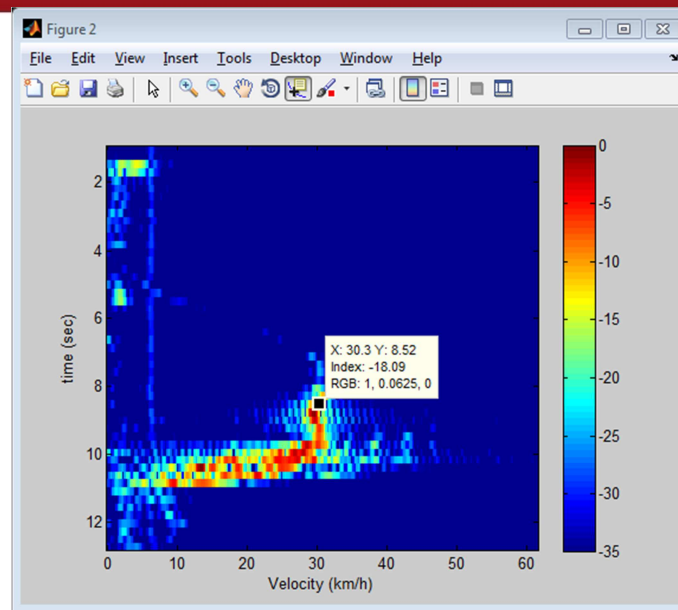 Figure 2
File Edit View Insert Tools Desktop Window Help
0
-5
-10
-15
-20
-25
-30
-35
2
4
6
8
10
12
time (sec)
X: 30.3 Y: 8.52
Index: -18.09
RGB: 1, 0.0625, 0
0 10 20 30 40 50 60
Velocity (km/h)